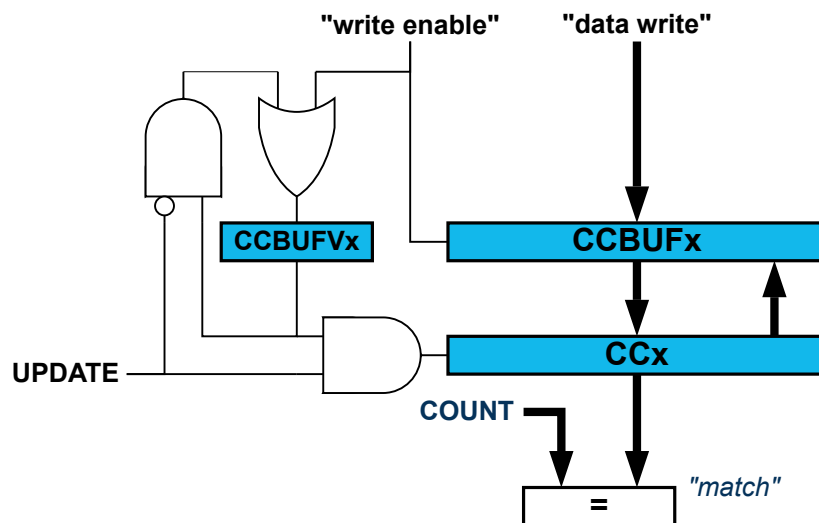 "write enable"
"data write"
CCBUFVx
CCBUFx
UPDATE
CCx
COUNT
"match"
=